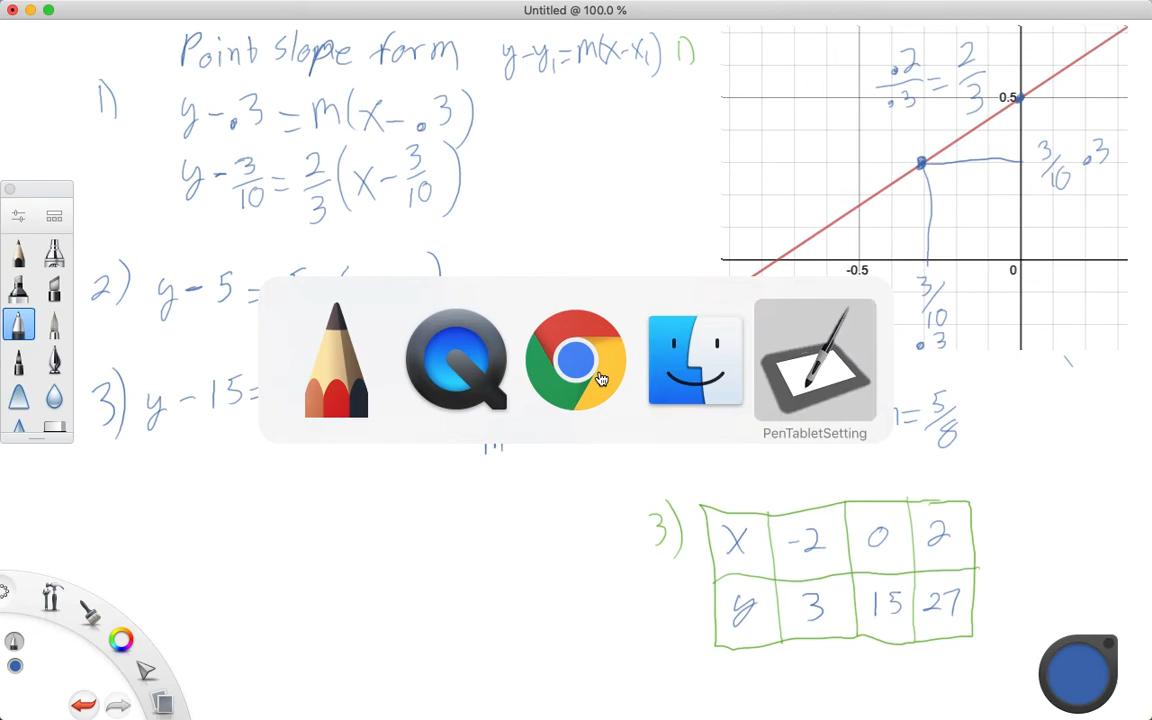 Untitled @ 100.0 %
Point slope form y-y₁=m(x-x₁) 1)
1) y-.3=m(x-.3)
y-3/10=2/3(x-3/10)
2) y-5=
3) y-15=
.2/.3=2/3
0.5
3/10 .3
-0.5 0
3/10
.3
PenTabletSetting
=5/8
3)
x -2 0 2
y 3 15 27